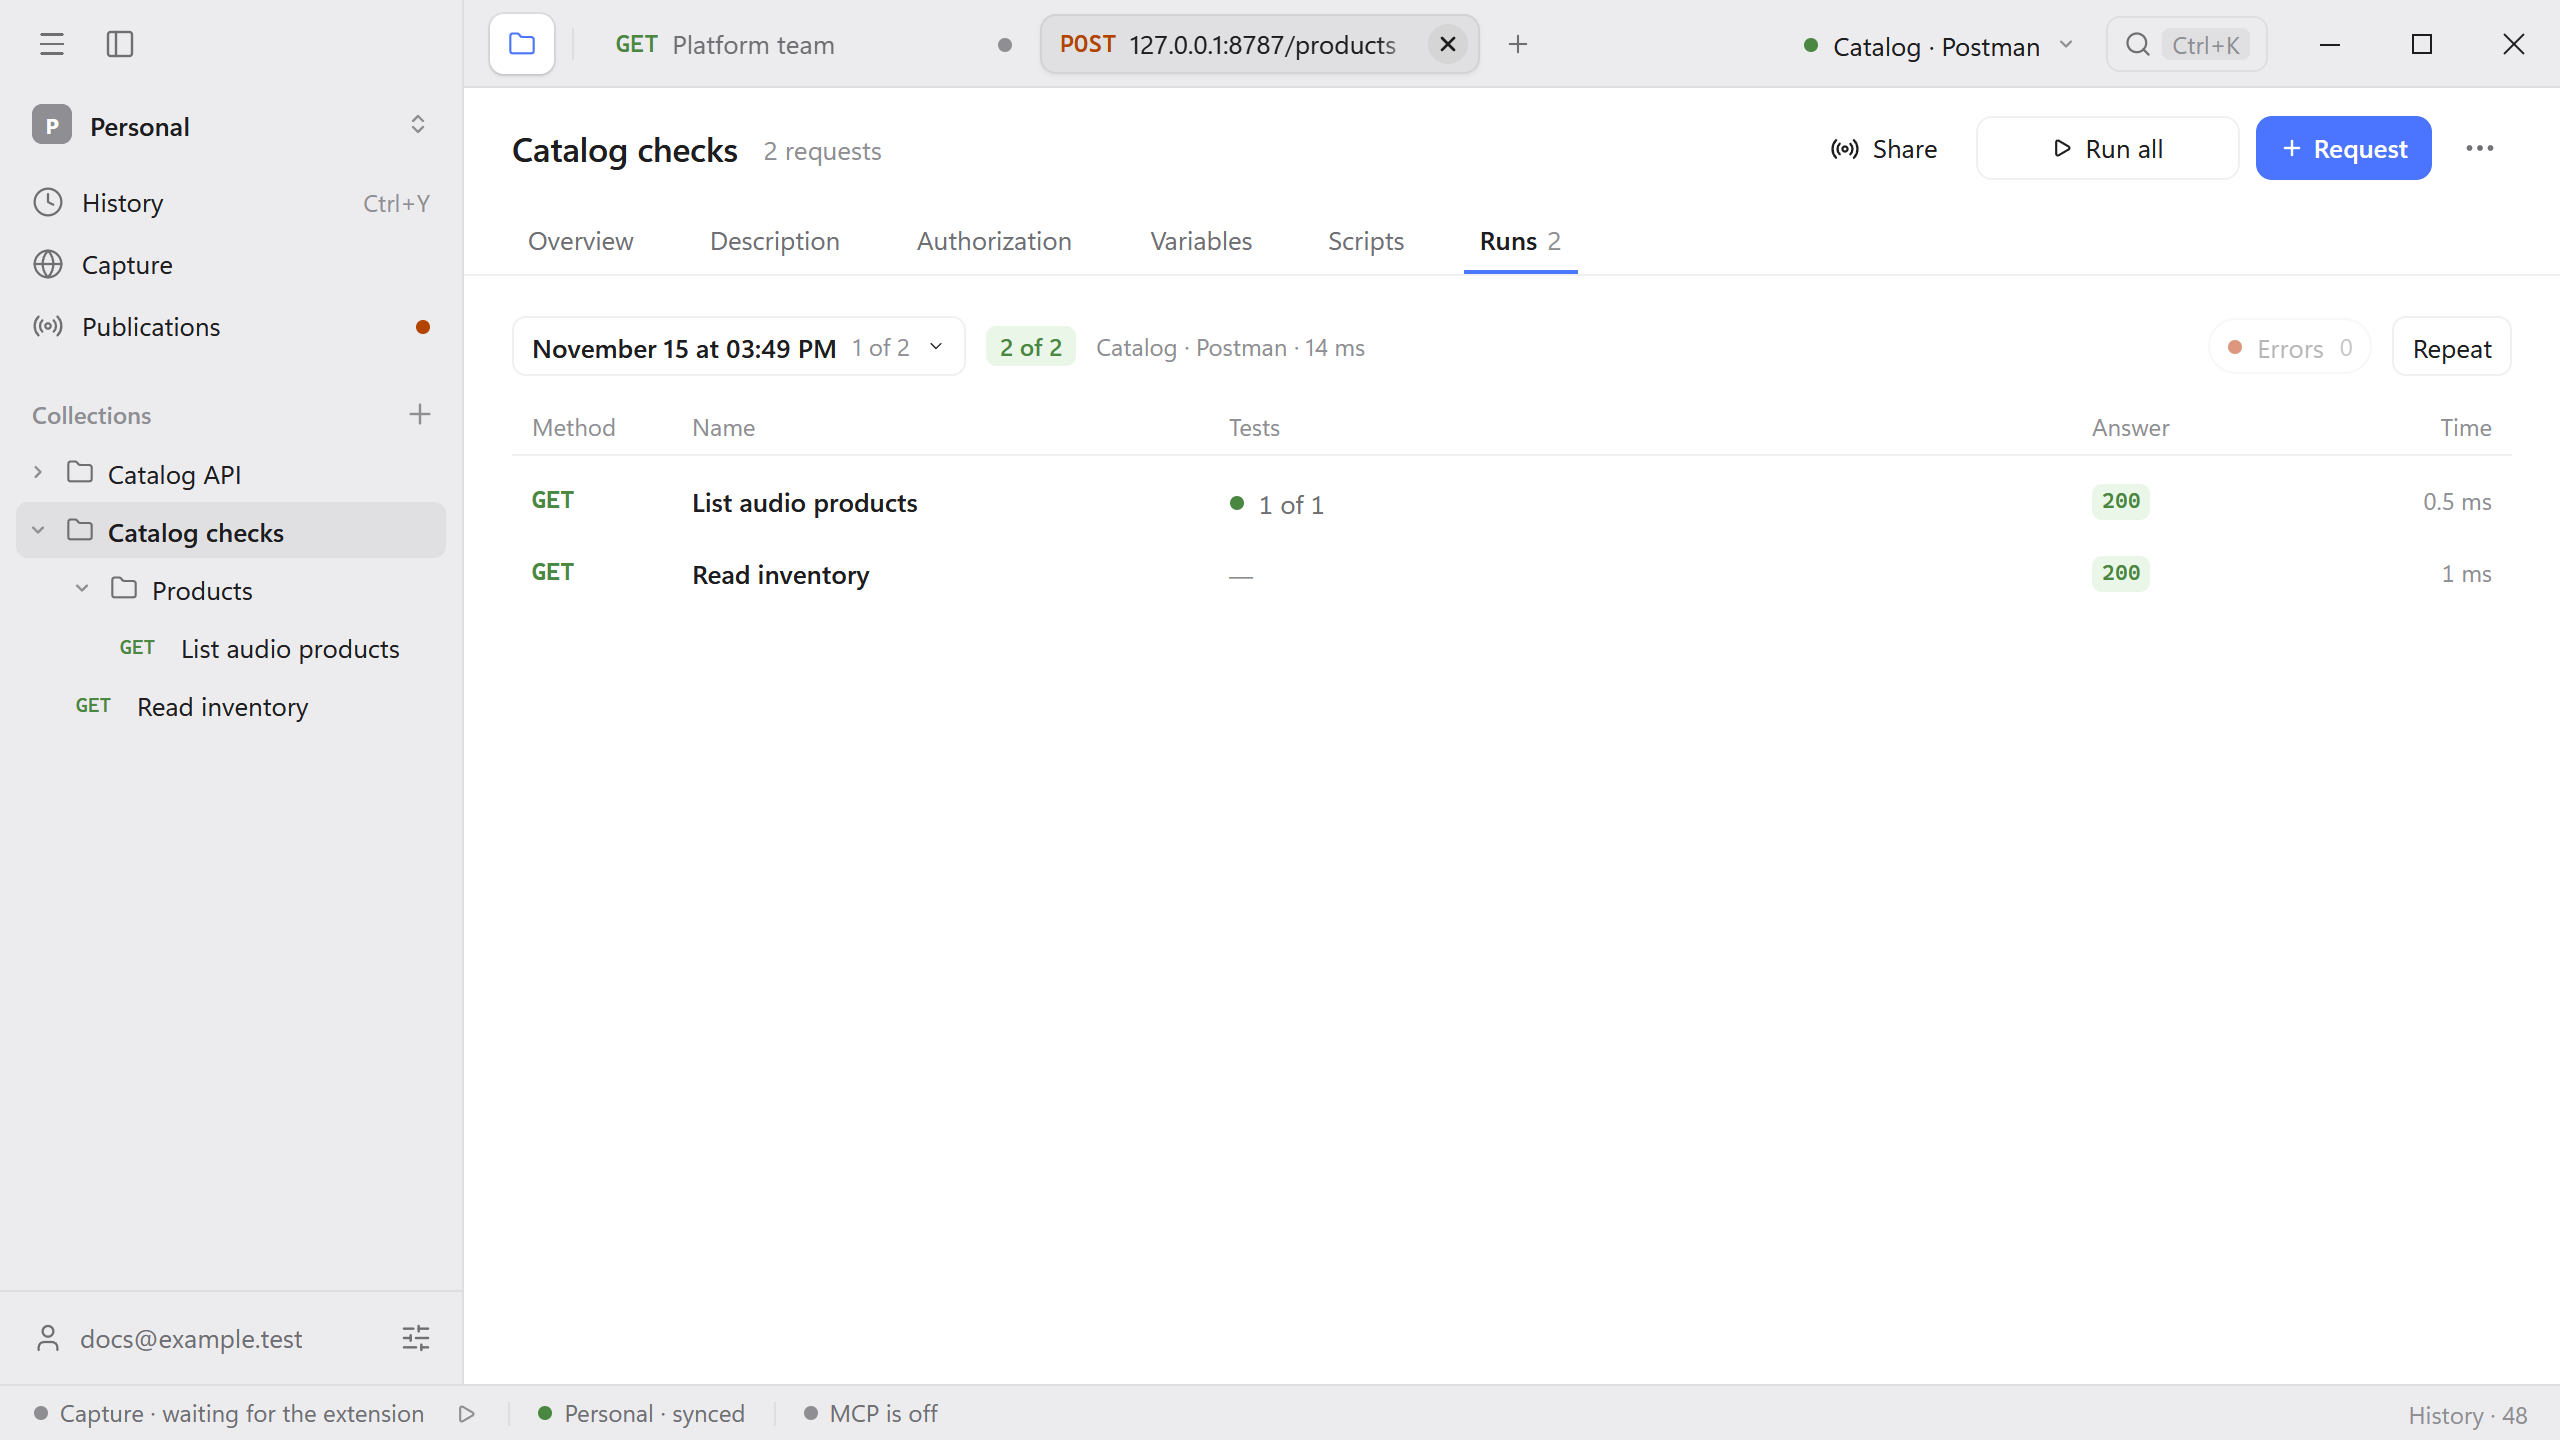 GET Platform team
POST 127.0.0.1:8787/products
Catalog · Postman
Ctrl+K
P Personal
History Ctrl+Y
Capture
Publications
Collections
Catalog API
Catalog checks
Products
GET List audio products
GET Read inventory
docs@example.test
Catalog checks 2 requests
Share
Run all
Request
Overview
Description
Authorization
Variables
Scripts
Runs 2
November 15 at 03:49 PM 1 of 2
2 of 2
Catalog · Postman · 14 ms
Errors 0
Repeat
Method Name Tests Answer Time
GET List audio products 1 of 1 200 0.5 ms
GET Read inventory — 200 1 ms
Capture · waiting for the extension
Personal · synced
MCP is off
History · 48